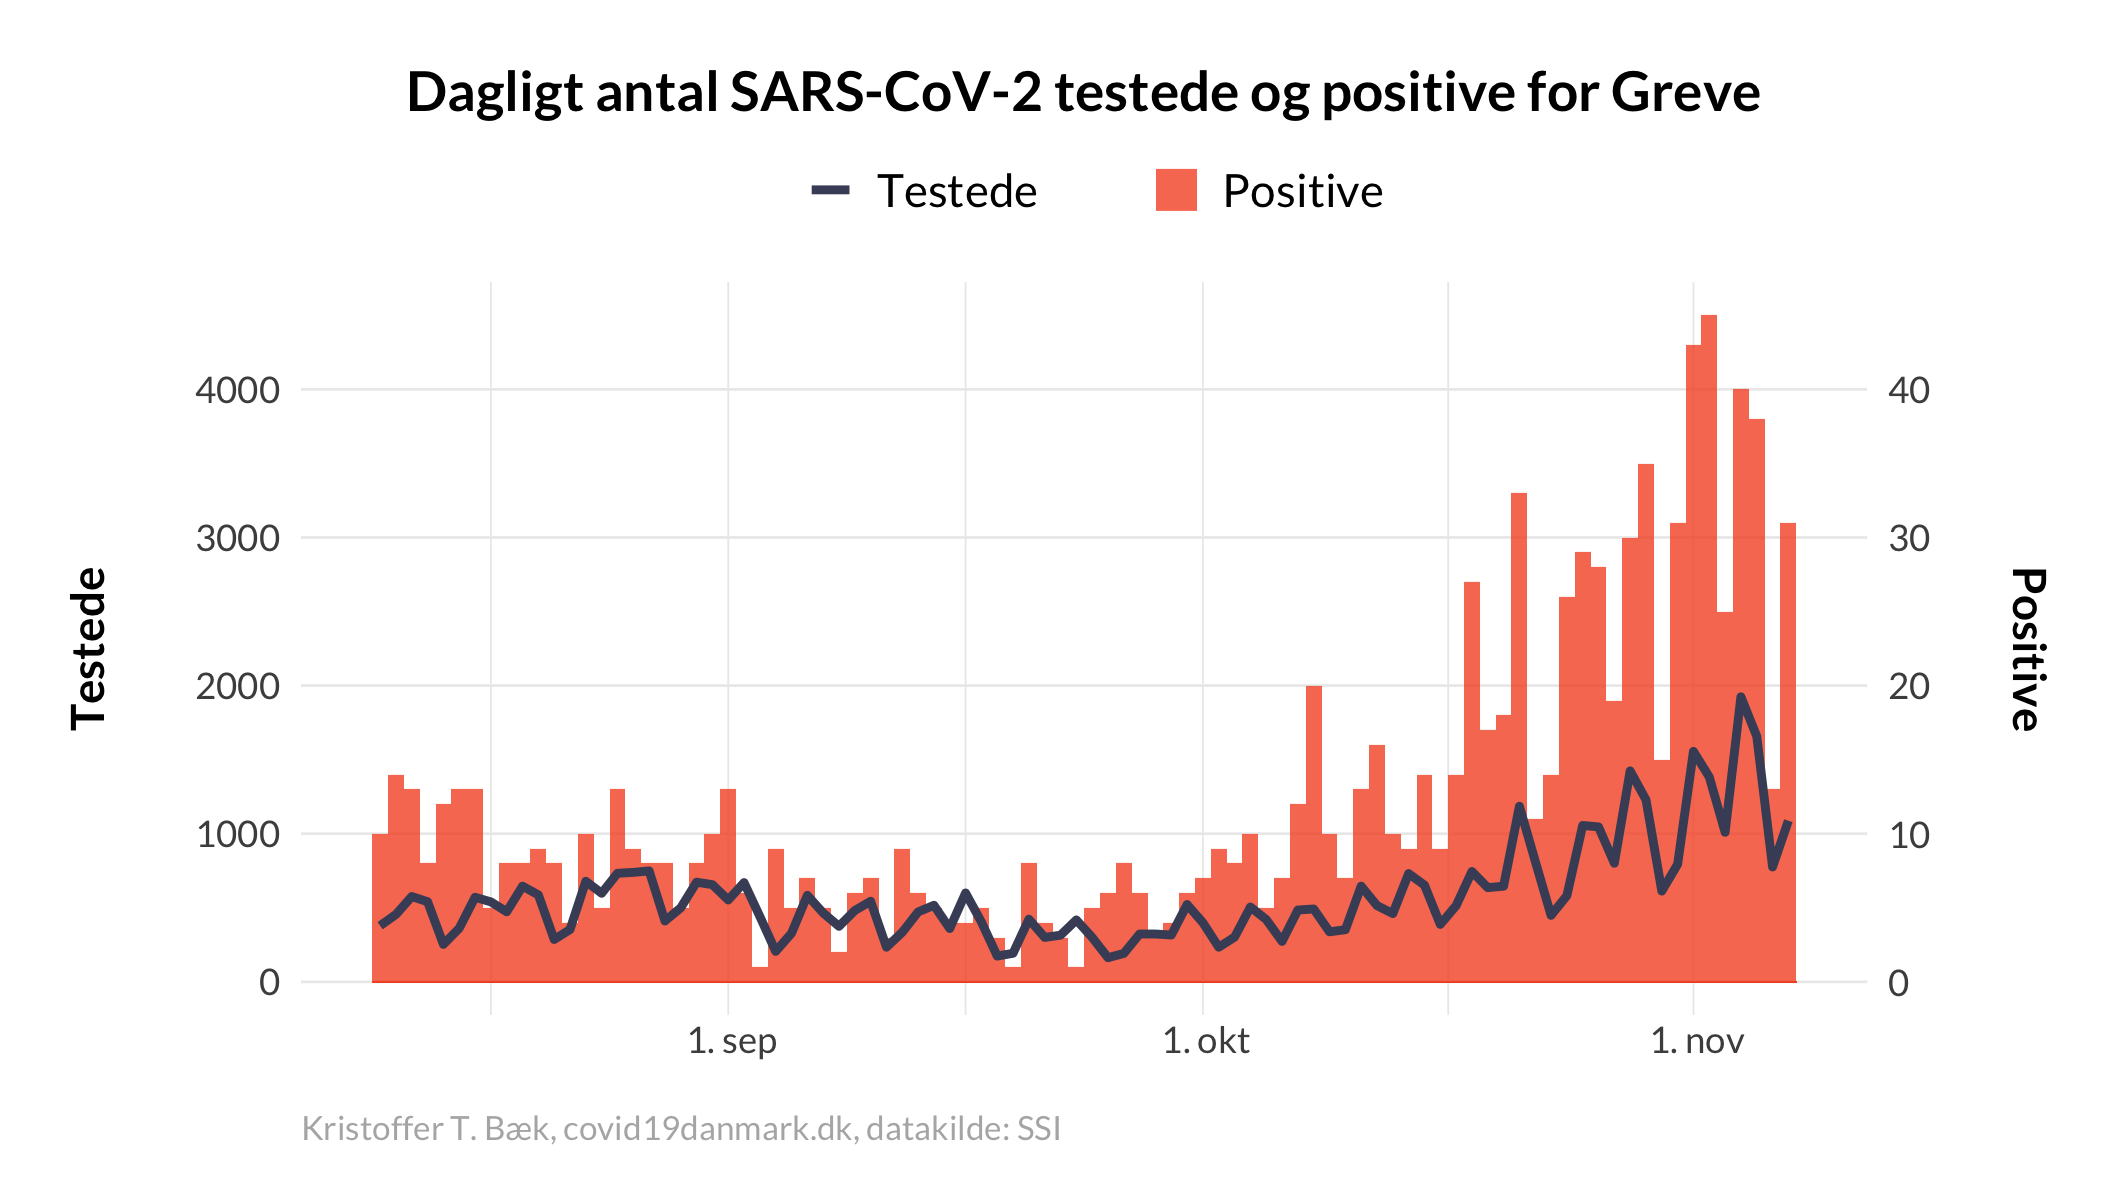 Dagligt antal SARS-CoV-2 testede og positive for Greve
Testede Positive
4000 40
3000 30
2000 20
1000 10
0 0
Testede
Positive
1. sep 1. okt 1. nov
Kristoffer T. Bæk, covid19danmark.dk, datakilde: SSI